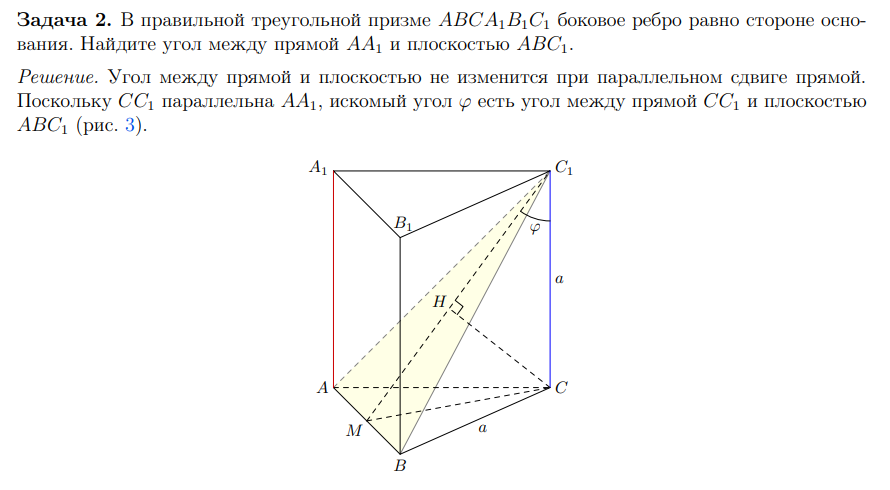 Задача 2. В правильной треугольной призме ABCA₁B₁C₁ боковое ребро равно стороне осно-
вания. Найдите угол между прямой AA₁ и плоскостью ABC₁.
Решение. Угол между прямой и плоскостью не изменится при параллельном сдвиге прямой.
Поскольку CC₁ параллельна AA₁, искомый угол φ есть угол между прямой CC₁ и плоскостью
ABC₁ (рис. 3).
A₁
C₁
B₁
φ
a
H
A
C
M
a
B